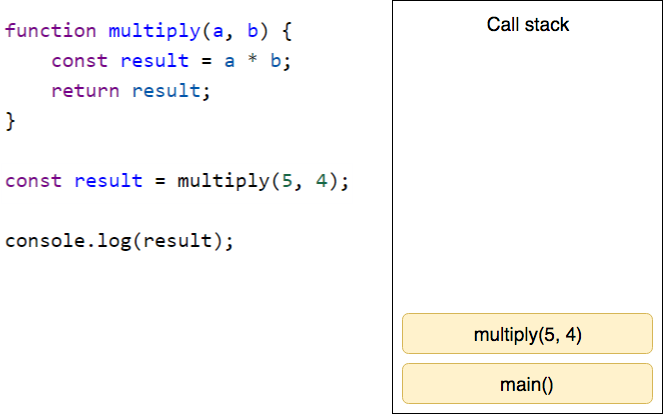 function multiply(a, b) {
    const result = a * b;
    return result;
}
const result = multiply(5, 4);
console.log(result);
Call stack
multiply(5, 4)
main()